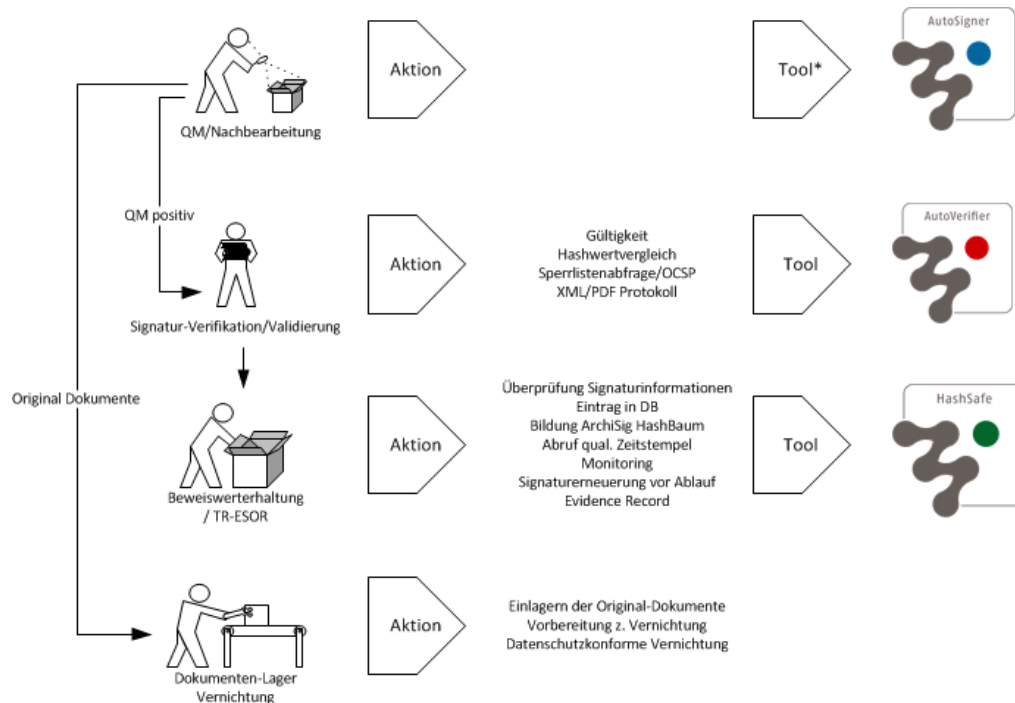 AutoSigner
Aktion
Tool*
QM/Nachbearbeitung
QM positiv
AutoVerifier
Gültigkeit
Hashwertvergleich
Sperrlistenabfrage/OCSP
XML/PDF Protokoll
Aktion
Tool
Signatur-Verifikation/Validierung
Original Dokumente
Überprüfung Signaturinformationen
Eintrag in DB
Bildung ArchiSig HashBaum
Abruf qual. Zeitstempel
Monitoring
Signaturerneuerung vor Ablauf
Evidence Record
Aktion
Tool
HashSafe
Beweiswerterhaltung
/ TR-ESOR
Aktion
Einlagern der Original-Dokumente
Vorbereitung z. Vernichtung
Datenschutzkonforme Vernichtung
Dokumenten-Lager
Vernichtung